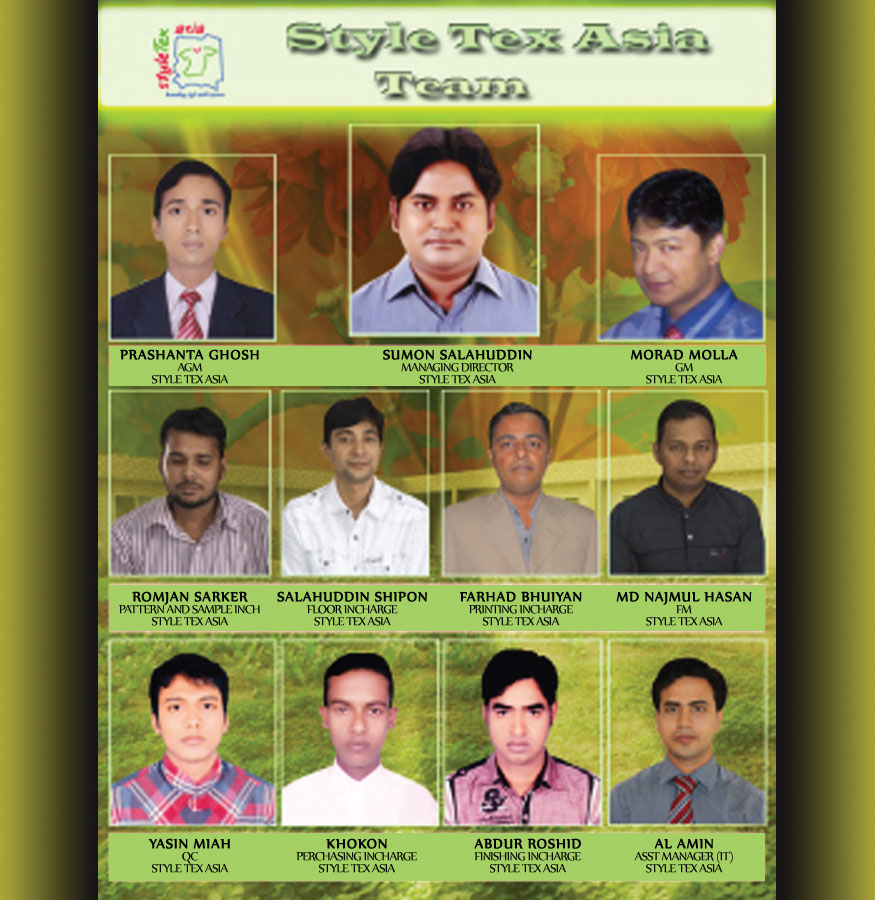 styleTex asia
Style Tex Asia
Team
PRASHANTA GHOSH
AGM
STYLE TEX ASIA
SUMON SALAHUDDIN
MANAGING DIRECTOR
STYLE TEX ASIA
MORAD MOLLA
GM
STYLE TEX ASIA
ROMJAN SARKER
PATTERN AND SAMPLE INCH
STYLE TEX ASIA
SALAHUDDIN SHIPON
FLOOR INCHARGE
STYLE TEX ASIA
FARHAD BHUIYAN
PRINTING INCHARGE
STYLE TEX ASIA
MD NAJMUL HASAN
FM
STYLE TEX ASIA
YASIN MIAH
QC
STYLE TEX ASIA
KHOKON
PERCHASING INCHARGE
STYLE TEX ASIA
ABDUR ROSHID
FINISHING INCHARGE
STYLE TEX ASIA
AL AMIN
ASST MANAGER (IT)
STYLE TEX ASIA